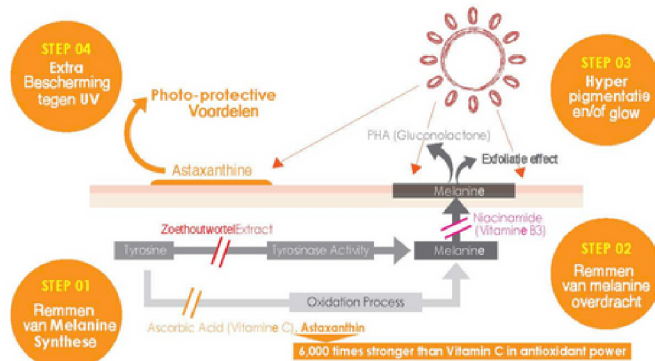 STEP 04
Extra
Bescherming
tegen UV
Photo-protective
Voordelen
STEP 03
Hyper
pigmentatie
en/of glow
PHA (Gluconolactone)
Exfoliatie effect
Astaxanthine
Melanine
Niacinamide
(Vitamine B3)
ZoethoutwortelExtract
Tyrosine
Tyrosinase Activity
Melanine
STEP 02
Remmen
van melanine
overdracht
STEP 01
Remmen
van Melanine
Synthese
Oxidation Process
Ascorbic Acid (Vitamine C), Astaxanthin
6,000 times stronger than Vitamin C in antioxidant power